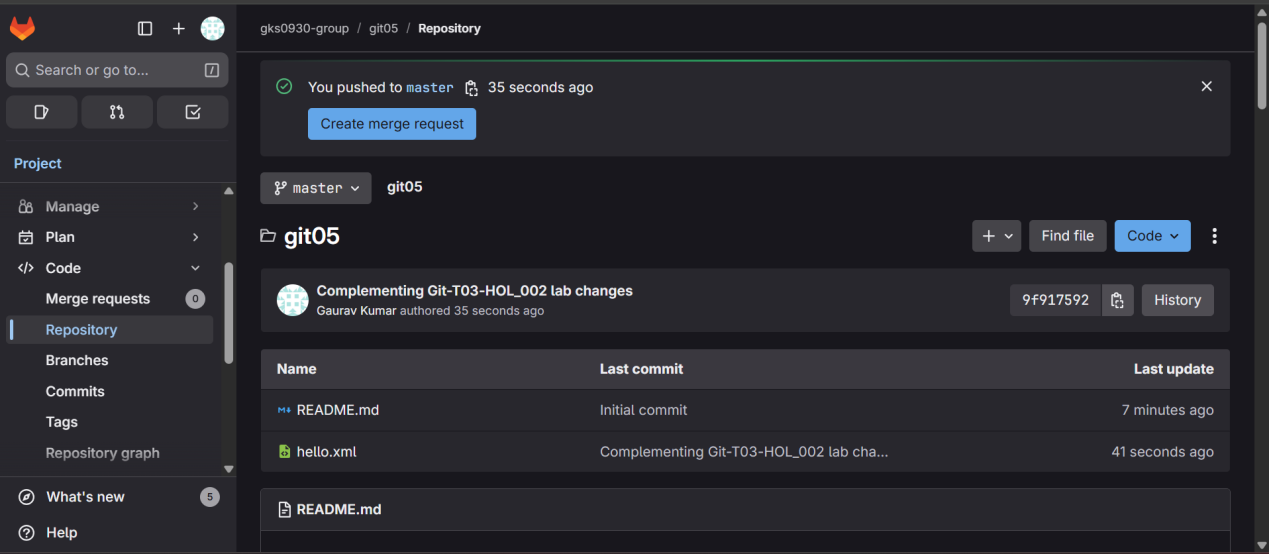 gks0930-group / git05 / Repository
Search or go to... /
You pushed to master 35 seconds ago
Create merge request
Project
Manage
Plan
Code
Merge requests 0
Repository
Branches
Commits
Tags
Repository graph
What's new 5
Help
master git05
git05
+ Find file Code
Complementing Git-T03-HOL_002 lab changes
Gaurav Kumar authored 35 seconds ago
9f917592 History
Name Last commit Last update
README.md Initial commit 7 minutes ago
hello.xml Complementing Git-T03-HOL_002 lab cha... 41 seconds ago
README.md